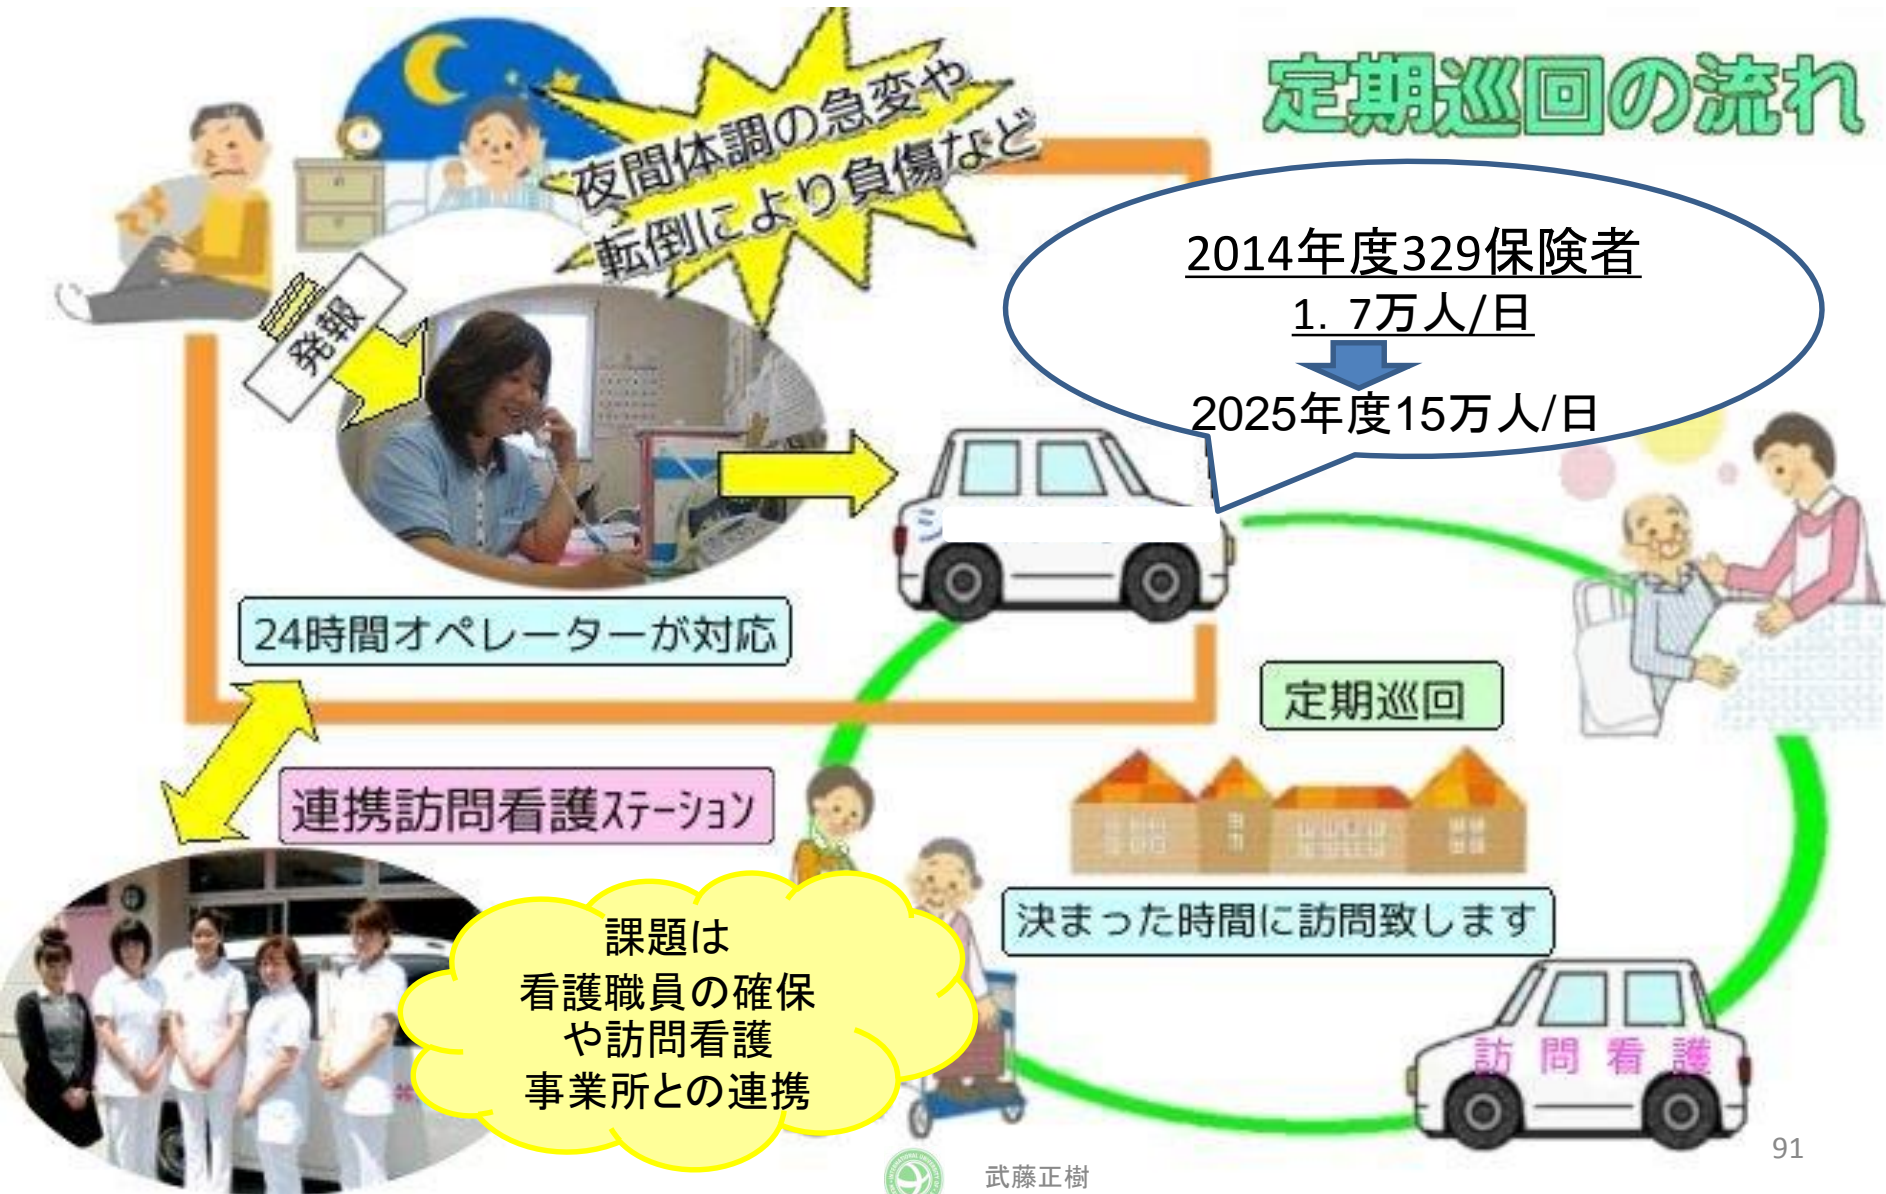 定期巡回の流れ
夜間体調の急変や
転倒により負傷など
2014年度329保険者
1．7万人/日
2025年度15万人/日
発報
24時間オペレーターが対応
定期巡回
連携訪問看護ステーション
決まった時間に訪問致します
課題は
看護職員の確保
や訪問看護
事業所との連携
訪問看護
91
武藤正樹